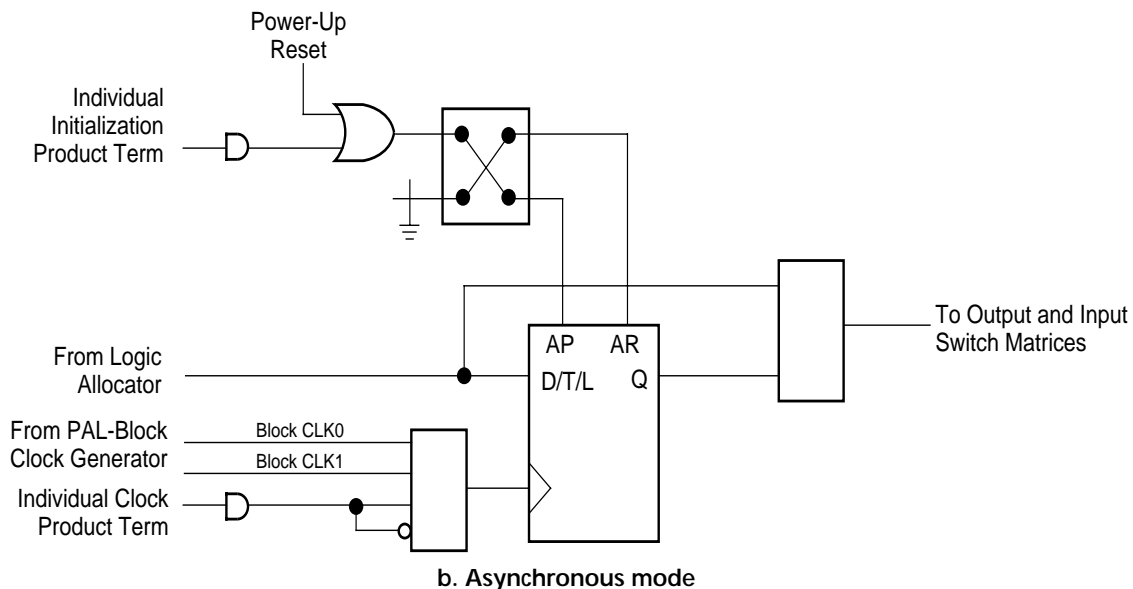 Power-Up
Reset
Individual
Initialization
Product Term
AP AR
D/T/L Q
To Output and Input
Switch Matrices
From Logic
Allocator
From PAL-Block
Clock Generator
Block CLK0
Block CLK1
Individual Clock
Product Term
b. Asynchronous mode